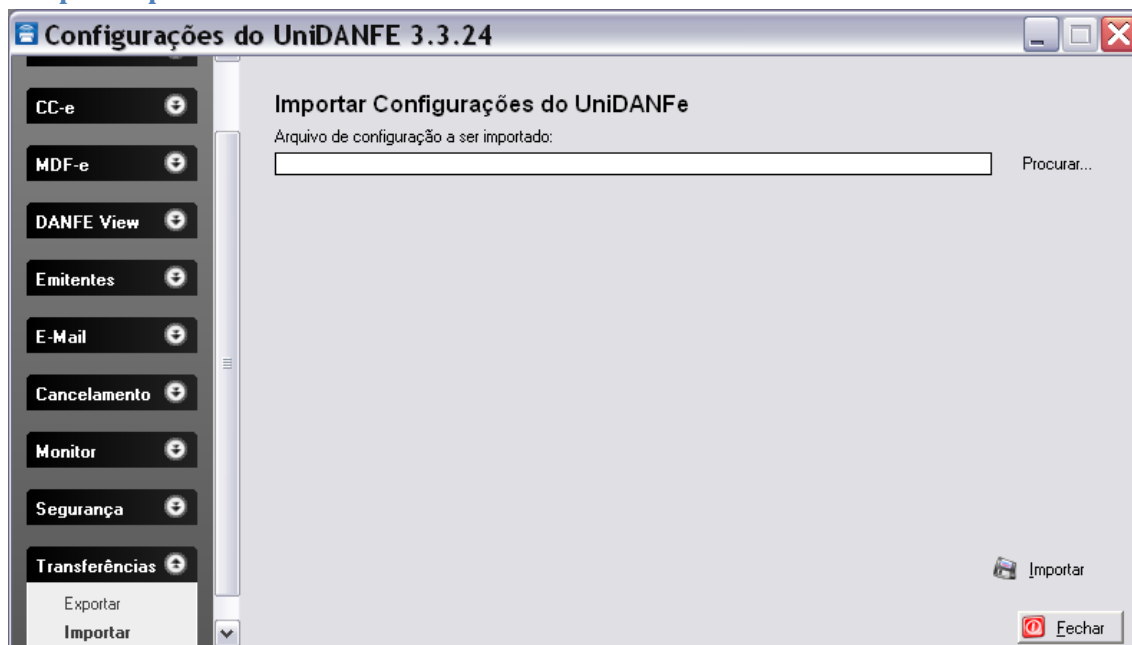 Configurações do UniDANFE 3.3.24
CC-e
MDF-e
DANFE View
Emitentes
E-Mail
Cancelamento
Monitor
Segurança
Transferências
Exportar
Importar
Importar Configurações do UniDANFe
Arquivo de configuração a ser importado:
Procurar...
Importar
Fechar